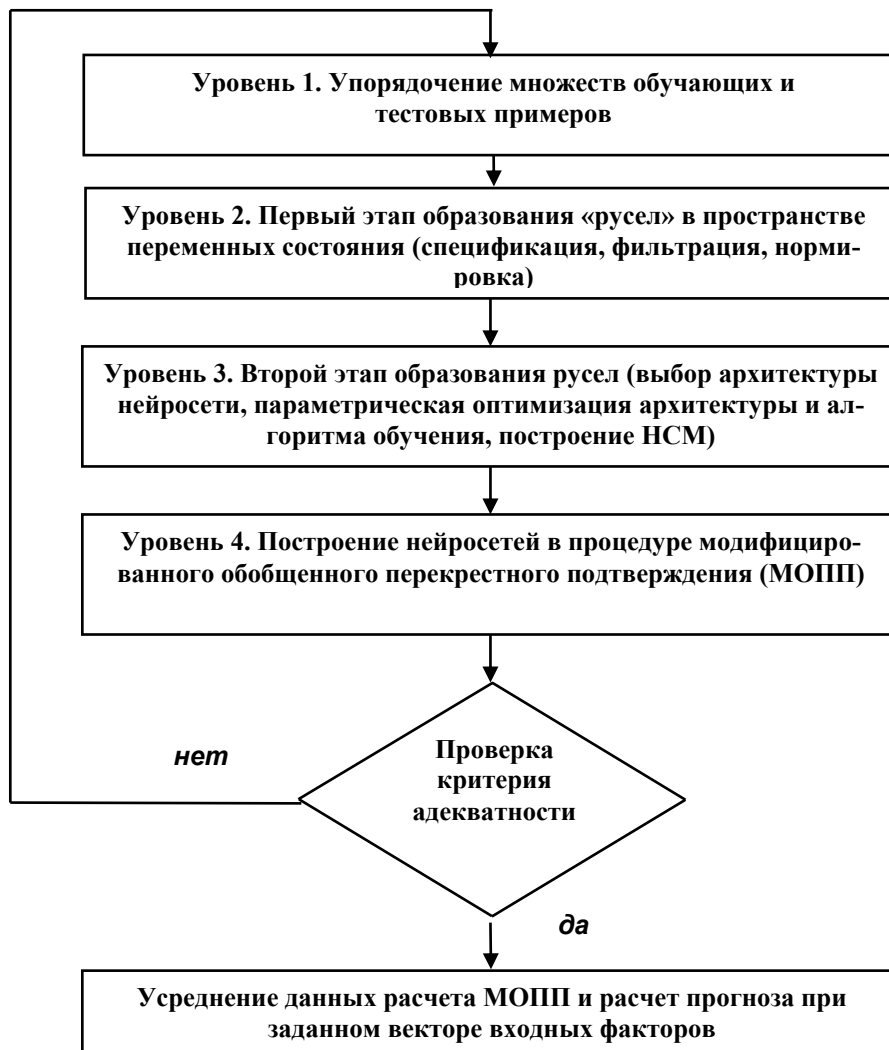 Уровень 1. Упорядочение множеств обучающих и
тестовых примеров
Уровень 2. Первый этап образования «русел» в пространстве
переменных состояния (спецификация, фильтрация, норми-
ровка)
Уровень 3. Второй этап образования русел (выбор архитектуры
нейросети, параметрическая оптимизация архитектуры и ал-
горитма обучения, построение НСМ)
Уровень 4. Построение нейросетей в процедуре модифициро-
ванного обобщенного перекрестного подтверждения (МОПП)
нет
Проверка
критерия
адекватности
да
Усреднение данных расчета МОПП и расчет прогноза при
заданном векторе входных факторов